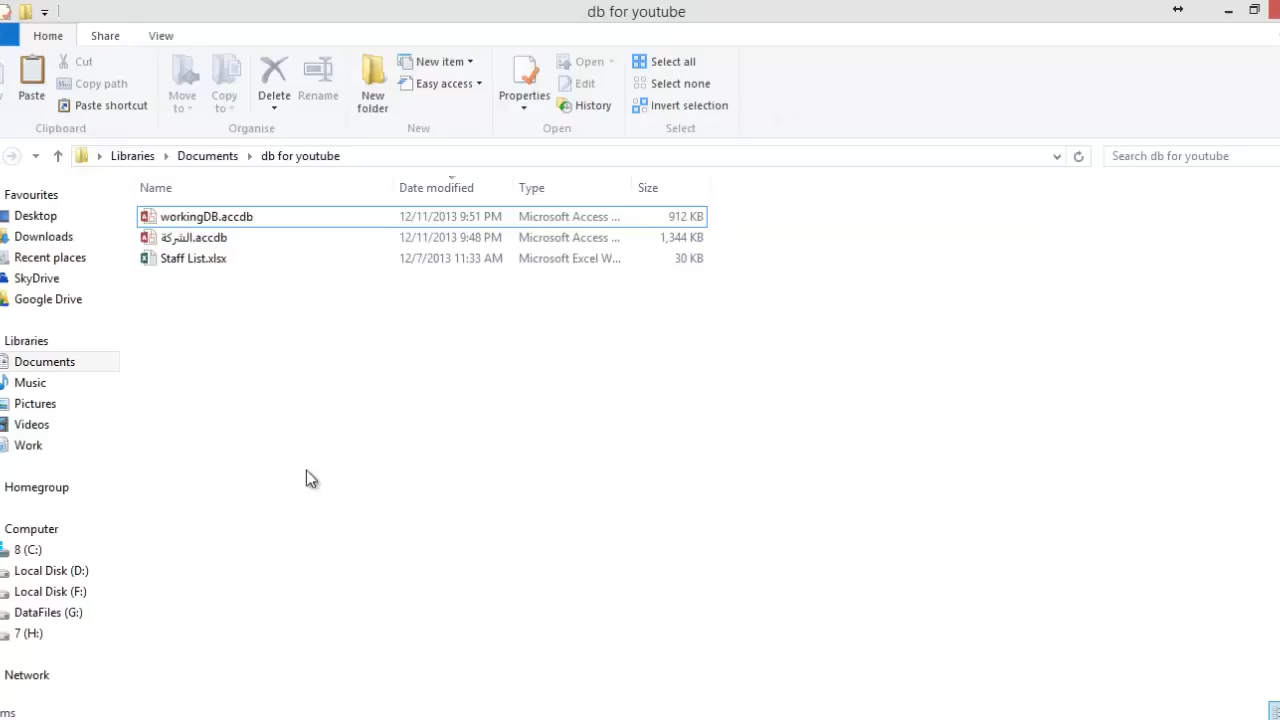 db for youtube
Home Share View
Cut
Copy path
Paste shortcut
Paste
Clipboard
Move to
Copy to
Delete
Rename
Organise
New folder
New item
Easy access
New
Properties
Open
Edit
History
Open
Select all
Select none
Invert selection
Select
Libraries Documents db for youtube
Search db for youtube
Name Date modified Type Size
workingDB.accdb 12/11/2013 9:51 PM Microsoft Access ... 912 KB
الشركة.accdb 12/11/2013 9:48 PM Microsoft Access ... 1,344 KB
Staff List.xlsx 12/7/2013 11:33 AM Microsoft Excel W... 30 KB
Favourites
Desktop
Downloads
Recent places
SkyDrive
Google Drive
Libraries
Documents
Music
Pictures
Videos
Work
Homegroup
Computer
8 (C:)
Local Disk (D:)
Local Disk (F:)
DataFiles (G:)
7 (H:)
Network
ms